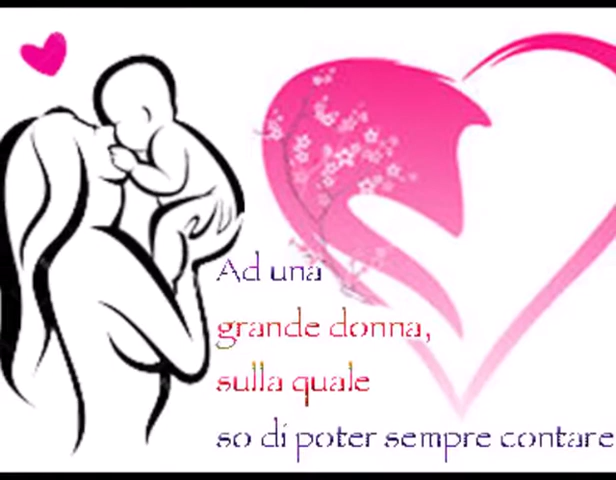 Ad una
grande donna,
sulla quale
so di poter sempre contare